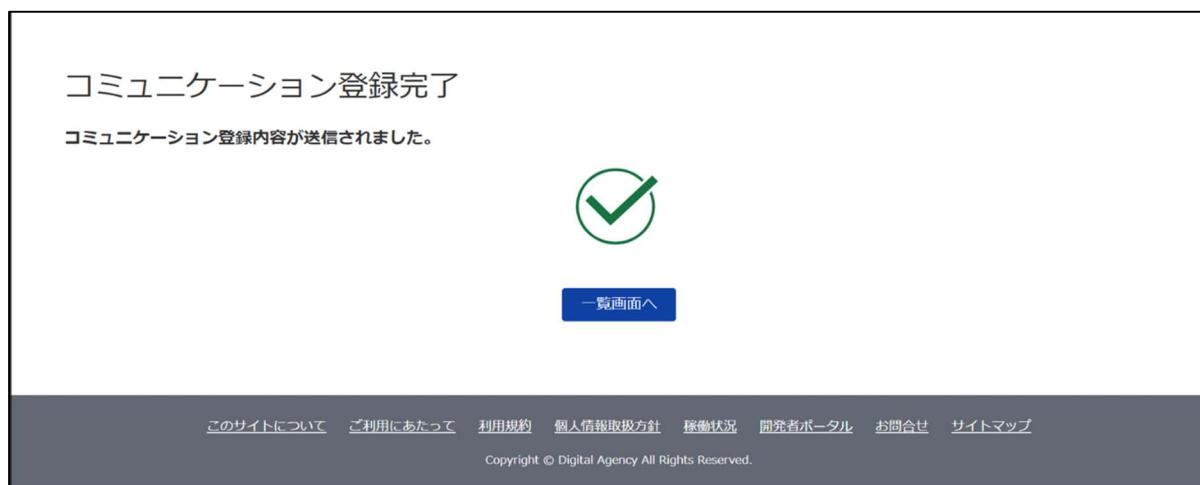 コミュニケーション登録完了
コミュニケーション登録内容が送信されました。
一覧画面へ
このサイトについて ご利用にあたって 利用規約 個人情報取扱方針 稼働状況 開発者ポータル お問合せ サイトマップ
Copyright © Digital Agency All Rights Reserved.